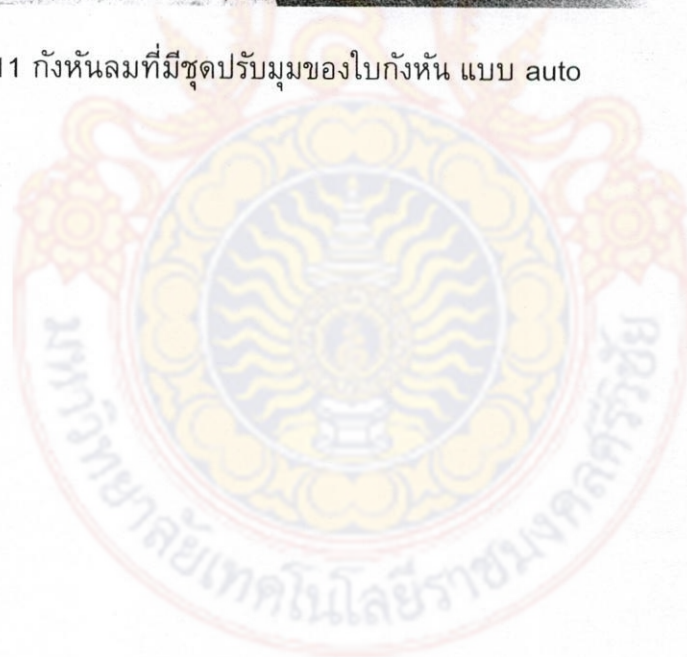 11 กังหันลมที่มีชุดปรับมุมของใบกังหัน แบบ auto
มหาวิทยาลัยเทคโนโลยีราชมงคลศรีวิชัย